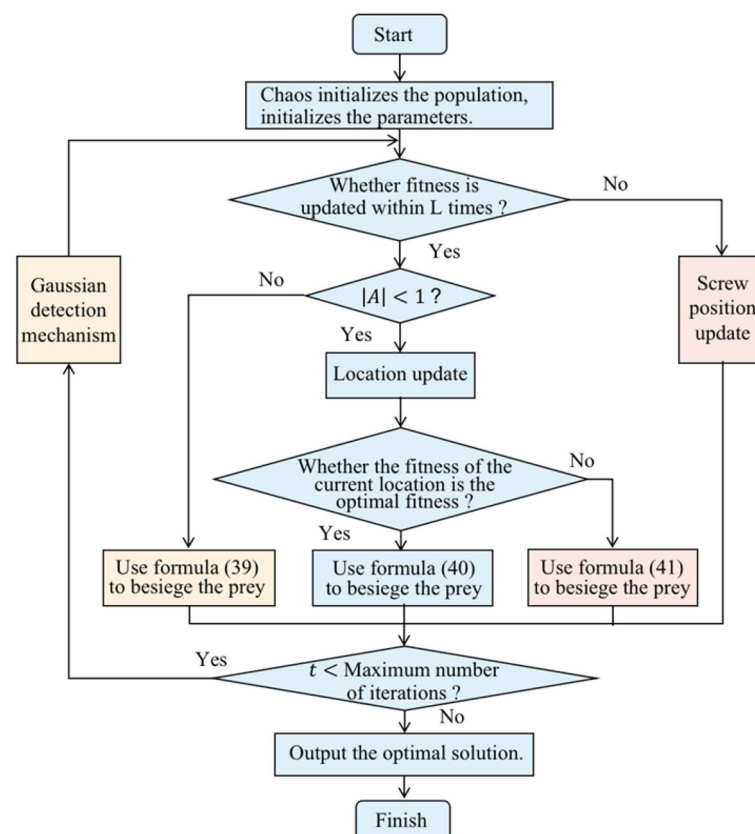 Start
Chaos initializes the population,
initializes the parameters.
Whether fitness is
updated within L times ?
No
Yes
Gaussian
detection
mechanism
No
|A| < 1 ?
Screw
position
update
Yes
Location update
Whether the fitness of the
current location is the
optimal fitness ?
No
Yes
Use formula (39)
to besiege the prey
Use formula (40)
to besiege the prey
Use formula (41)
to besiege the prey
Yes
t < Maximum number
of iterations ?
No
Output the optimal solution.
Finish